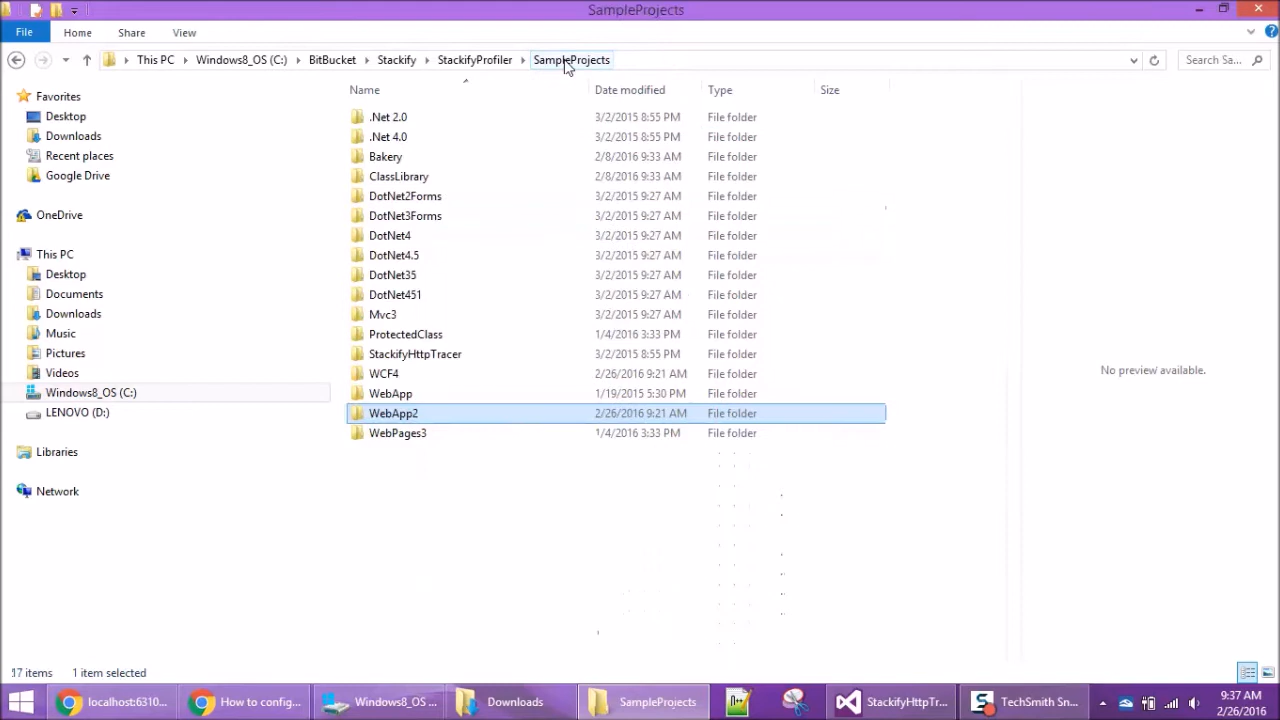 SampleProjects
File Home Share View
This PC Windows8_OS (C:) BitBucket Stackify StackifyProfiler SampleProjects Search Sa...
Name Date modified Type Size
Favorites
Desktop
Downloads
Recent places
Google Drive
OneDrive
This PC
Desktop
Documents
Downloads
Music
Pictures
Videos
Windows8_OS (C:)
LENOVO (D:)
Libraries
Network
.Net 2.0 3/2/2015 8:55 PM File folder
.Net 4.0 3/2/2015 8:55 PM File folder
Bakery 2/8/2016 9:33 AM File folder
ClassLibrary 2/8/2016 9:33 AM File folder
DotNet2Forms 3/2/2015 9:27 AM File folder
DotNet3Forms 3/2/2015 9:27 AM File folder
DotNet4 3/2/2015 9:27 AM File folder
DotNet4.5 3/2/2015 9:27 AM File folder
DotNet35 3/2/2015 9:27 AM File folder
DotNet451 3/2/2015 9:27 AM File folder
Mvc3 3/2/2015 9:27 AM File folder
ProtectedClass 1/4/2016 3:33 PM File folder
StackifyHttpTracer 3/2/2015 8:55 PM File folder
WCF4 2/26/2016 9:21 AM File folder
WebApp 1/19/2015 5:30 PM File folder
WebApp2 2/26/2016 9:21 AM File folder
WebPages3 1/4/2016 3:33 PM File folder
No preview available.
17 items 1 item selected
localhost:6310... How to config... Windows8_OS ... Downloads SampleProjects StackifyHttpTr... TechSmith Sn...
9:37 AM
2/26/2016